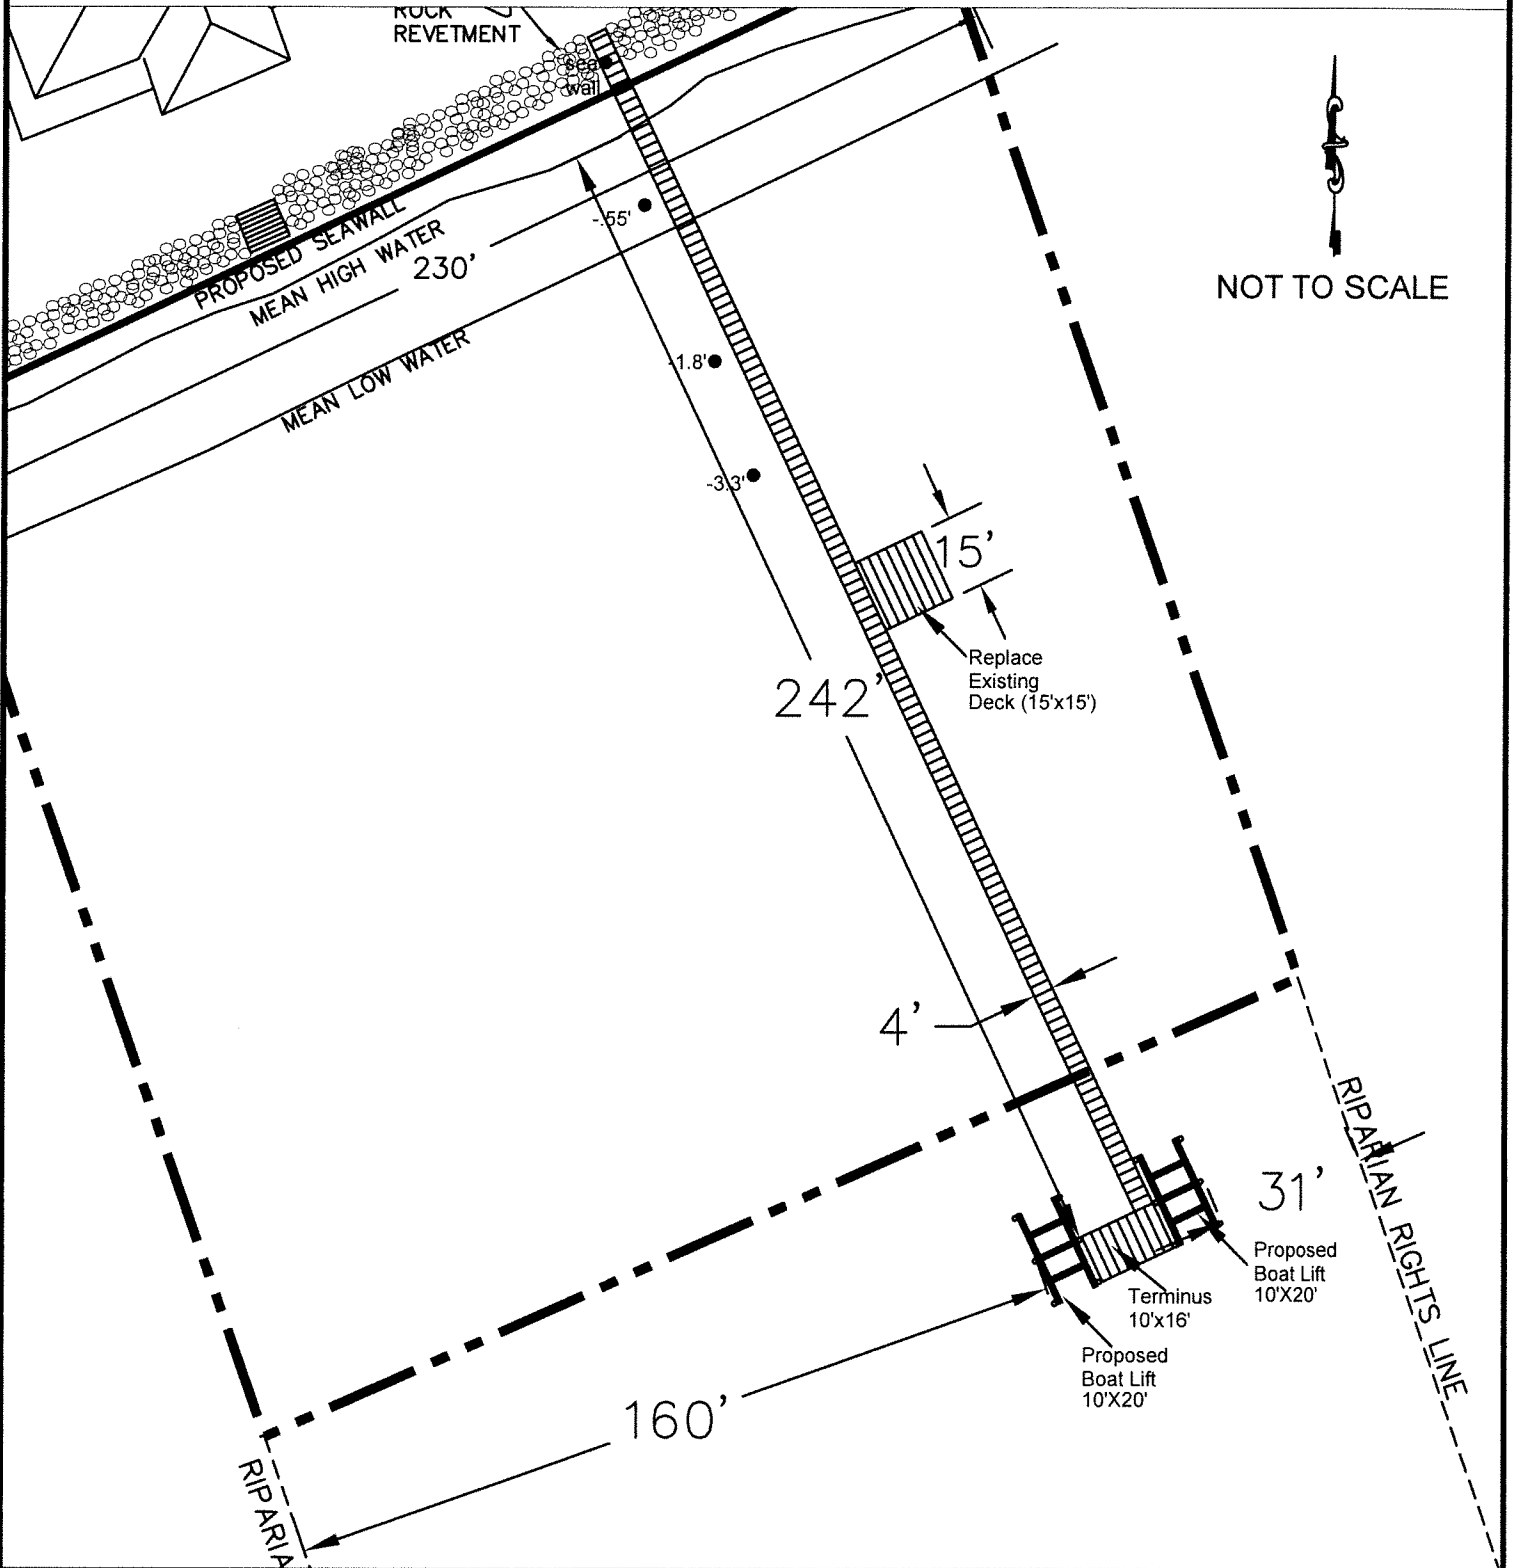 ROCK
REVETMENT
sea
wall
NOT TO SCALE
-.55'
PROPOSED SEAWALL
MEAN HIGH WATER
230'
MEAN LOW WATER
-1.8'
-3.3'
15'
Replace
Existing
Deck (15'x15')
242'
4'
RIPARIAN RIGHTS LINE
31'
Proposed
Boat Lift
10'X20'
Terminus
10'x16'
Proposed
Boat Lift
10'X20'
160'
RIPARIA